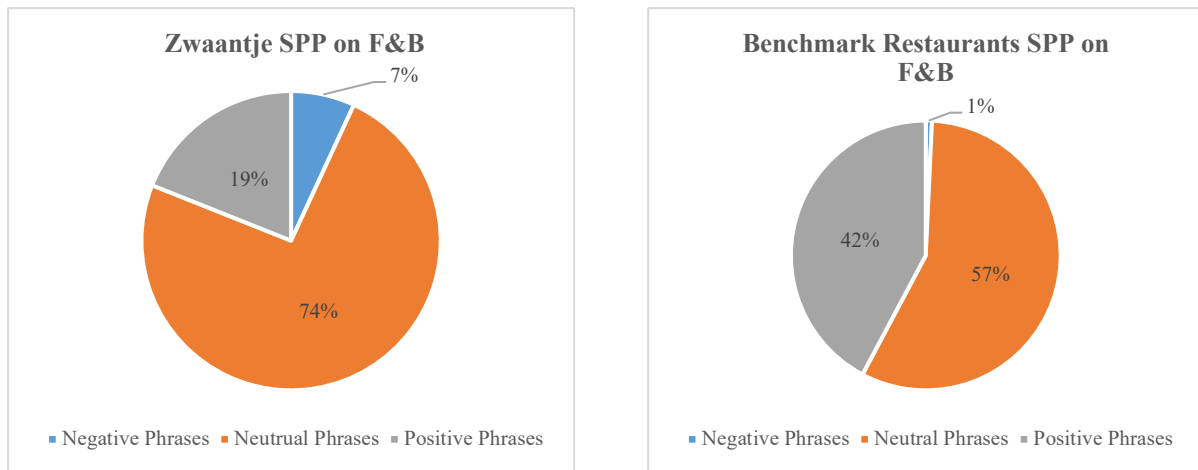 Zwaantje SPP on F&B
7%
19%
74%
Negative Phrases Neutrual Phrases Positive Phrases
Benchmark Restaurants SPP on
F&B
1%
42%
57%
Negative Phrases Neutral Phrases Positive Phrases